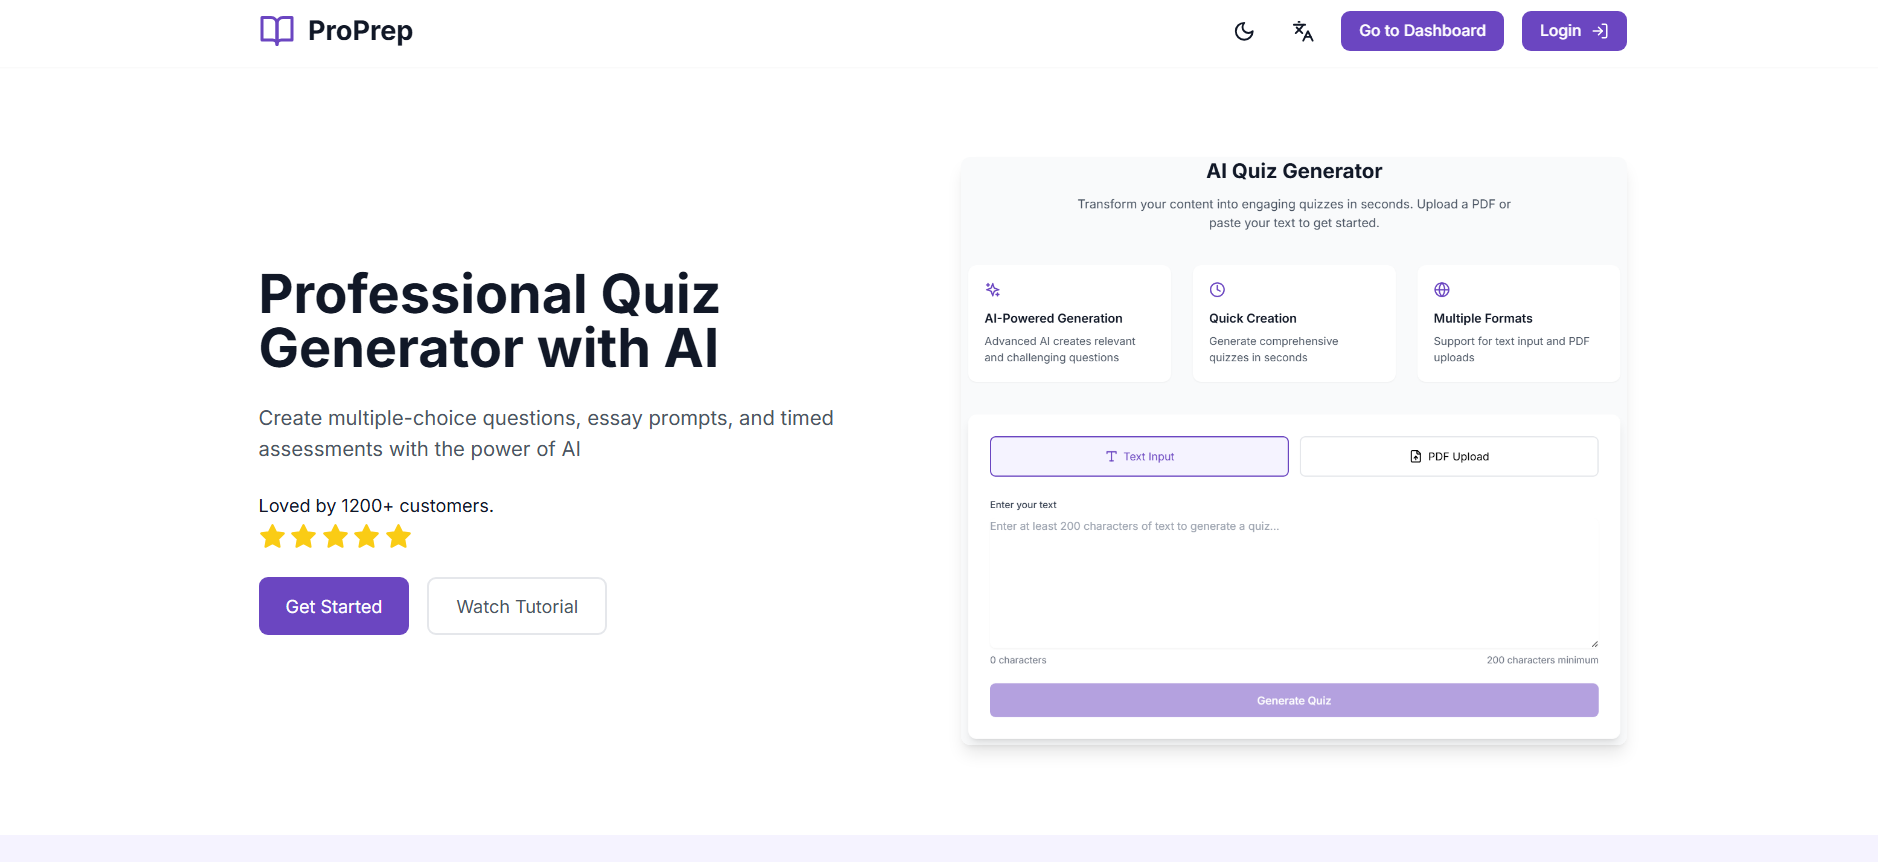 ProPrep
Go to Dashboard
Login
Professional Quiz
Generator with AI
Create multiple-choice questions, essay prompts, and timed
assessments with the power of AI
Loved by 1200+ customers.
Get Started
Watch Tutorial
AI Quiz Generator
Transform your content into engaging quizzes in seconds. Upload a PDF or
paste your text to get started.
AI-Powered Generation
Advanced AI creates relevant
and challenging questions
Quick Creation
Generate comprehensive
quizzes in seconds
Multiple Formats
Support for text input and PDF
uploads
Text Input
PDF Upload
Enter your text
Enter at least 200 characters of text to generate a quiz...
0 characters
200 characters minimum
Generate Quiz